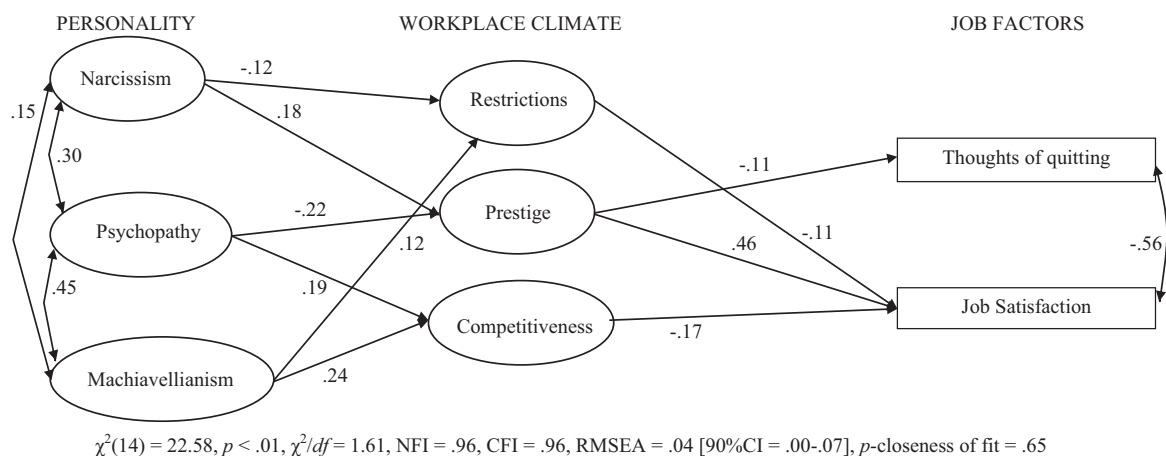 PERSONALITY WORKPLACE CLIMATE JOB FACTORS
Narcissism
-.12
Restrictions
.15
.18
.30
-.11
Thoughts of quitting
Psychopathy
-.22
Prestige
.12
.46
-.11
-.56
.45
.19
Competitiveness
-.17
Job Satisfaction
Machiavellianism
.24
χ²(14) = 22.58, p < .01, χ²/df = 1.61, NFI = .96, CFI = .96, RMSEA = .04 [90%CI = .00-.07], p-closeness of fit = .65